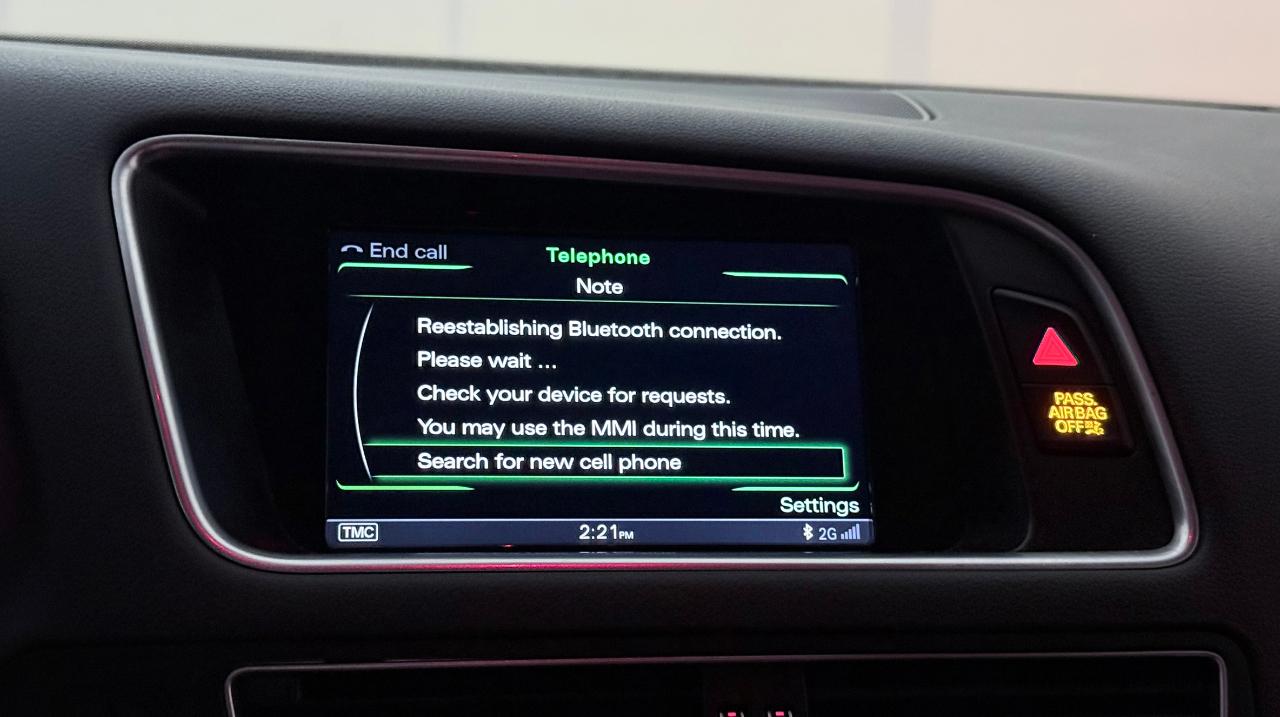 End call
Telephone
Note
Reestablishing Bluetooth connection.
Please wait ...
Check your device for requests.
You may use the MMI during this time.
Search for new cell phone
Settings
TMC
2:21PM
2G
PASS.
AIRBAG
OFF